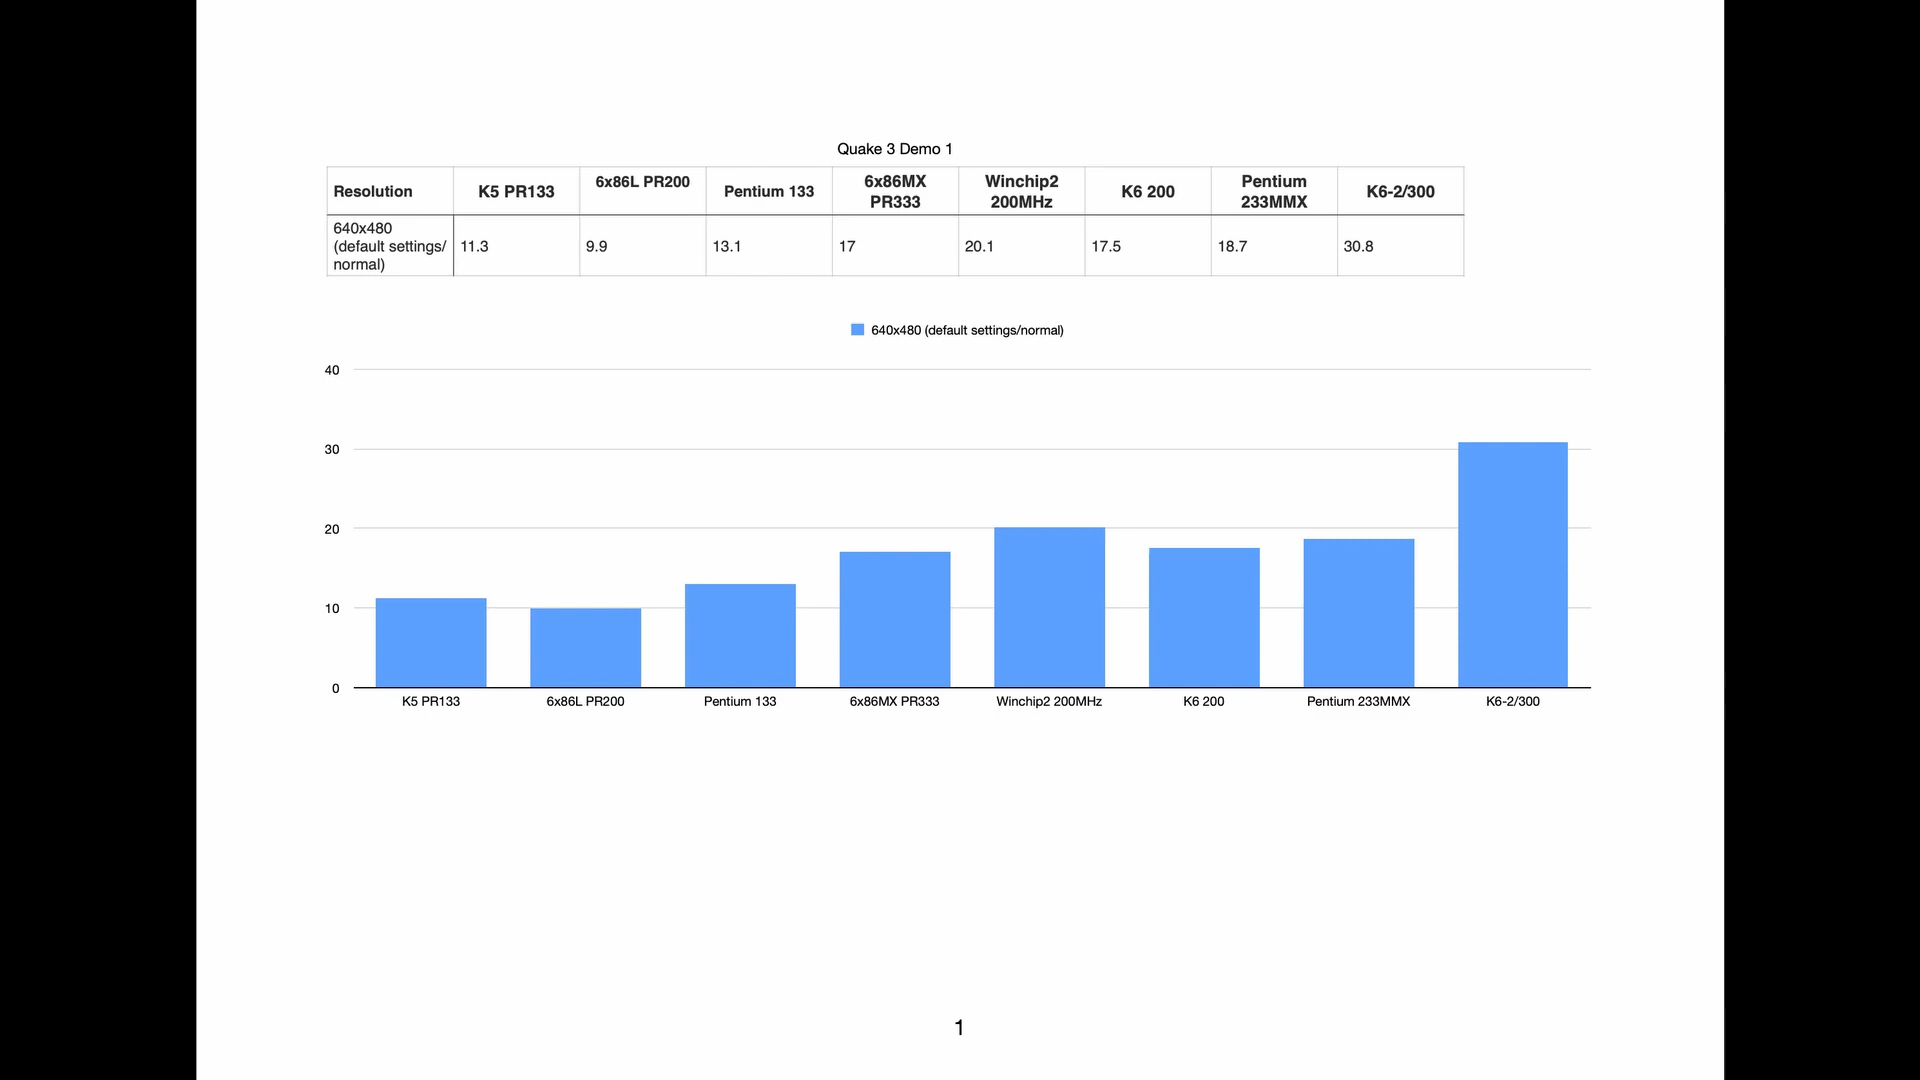 Quake 3 Demo 1
Resolution K5 PR133 6x86L PR200 Pentium 133 6x86MX PR333 Winchip2 200MHz K6 200 Pentium 233MMX K6-2/300
640x480 (default settings/normal) 11.3 9.9 13.1 17 20.1 17.5 18.7 30.8
640x480 (default settings/normal)
40
30
20
10
0
K5 PR133 6x86L PR200 Pentium 133 6x86MX PR333 Winchip2 200MHz K6 200 Pentium 233MMX K6-2/300
1